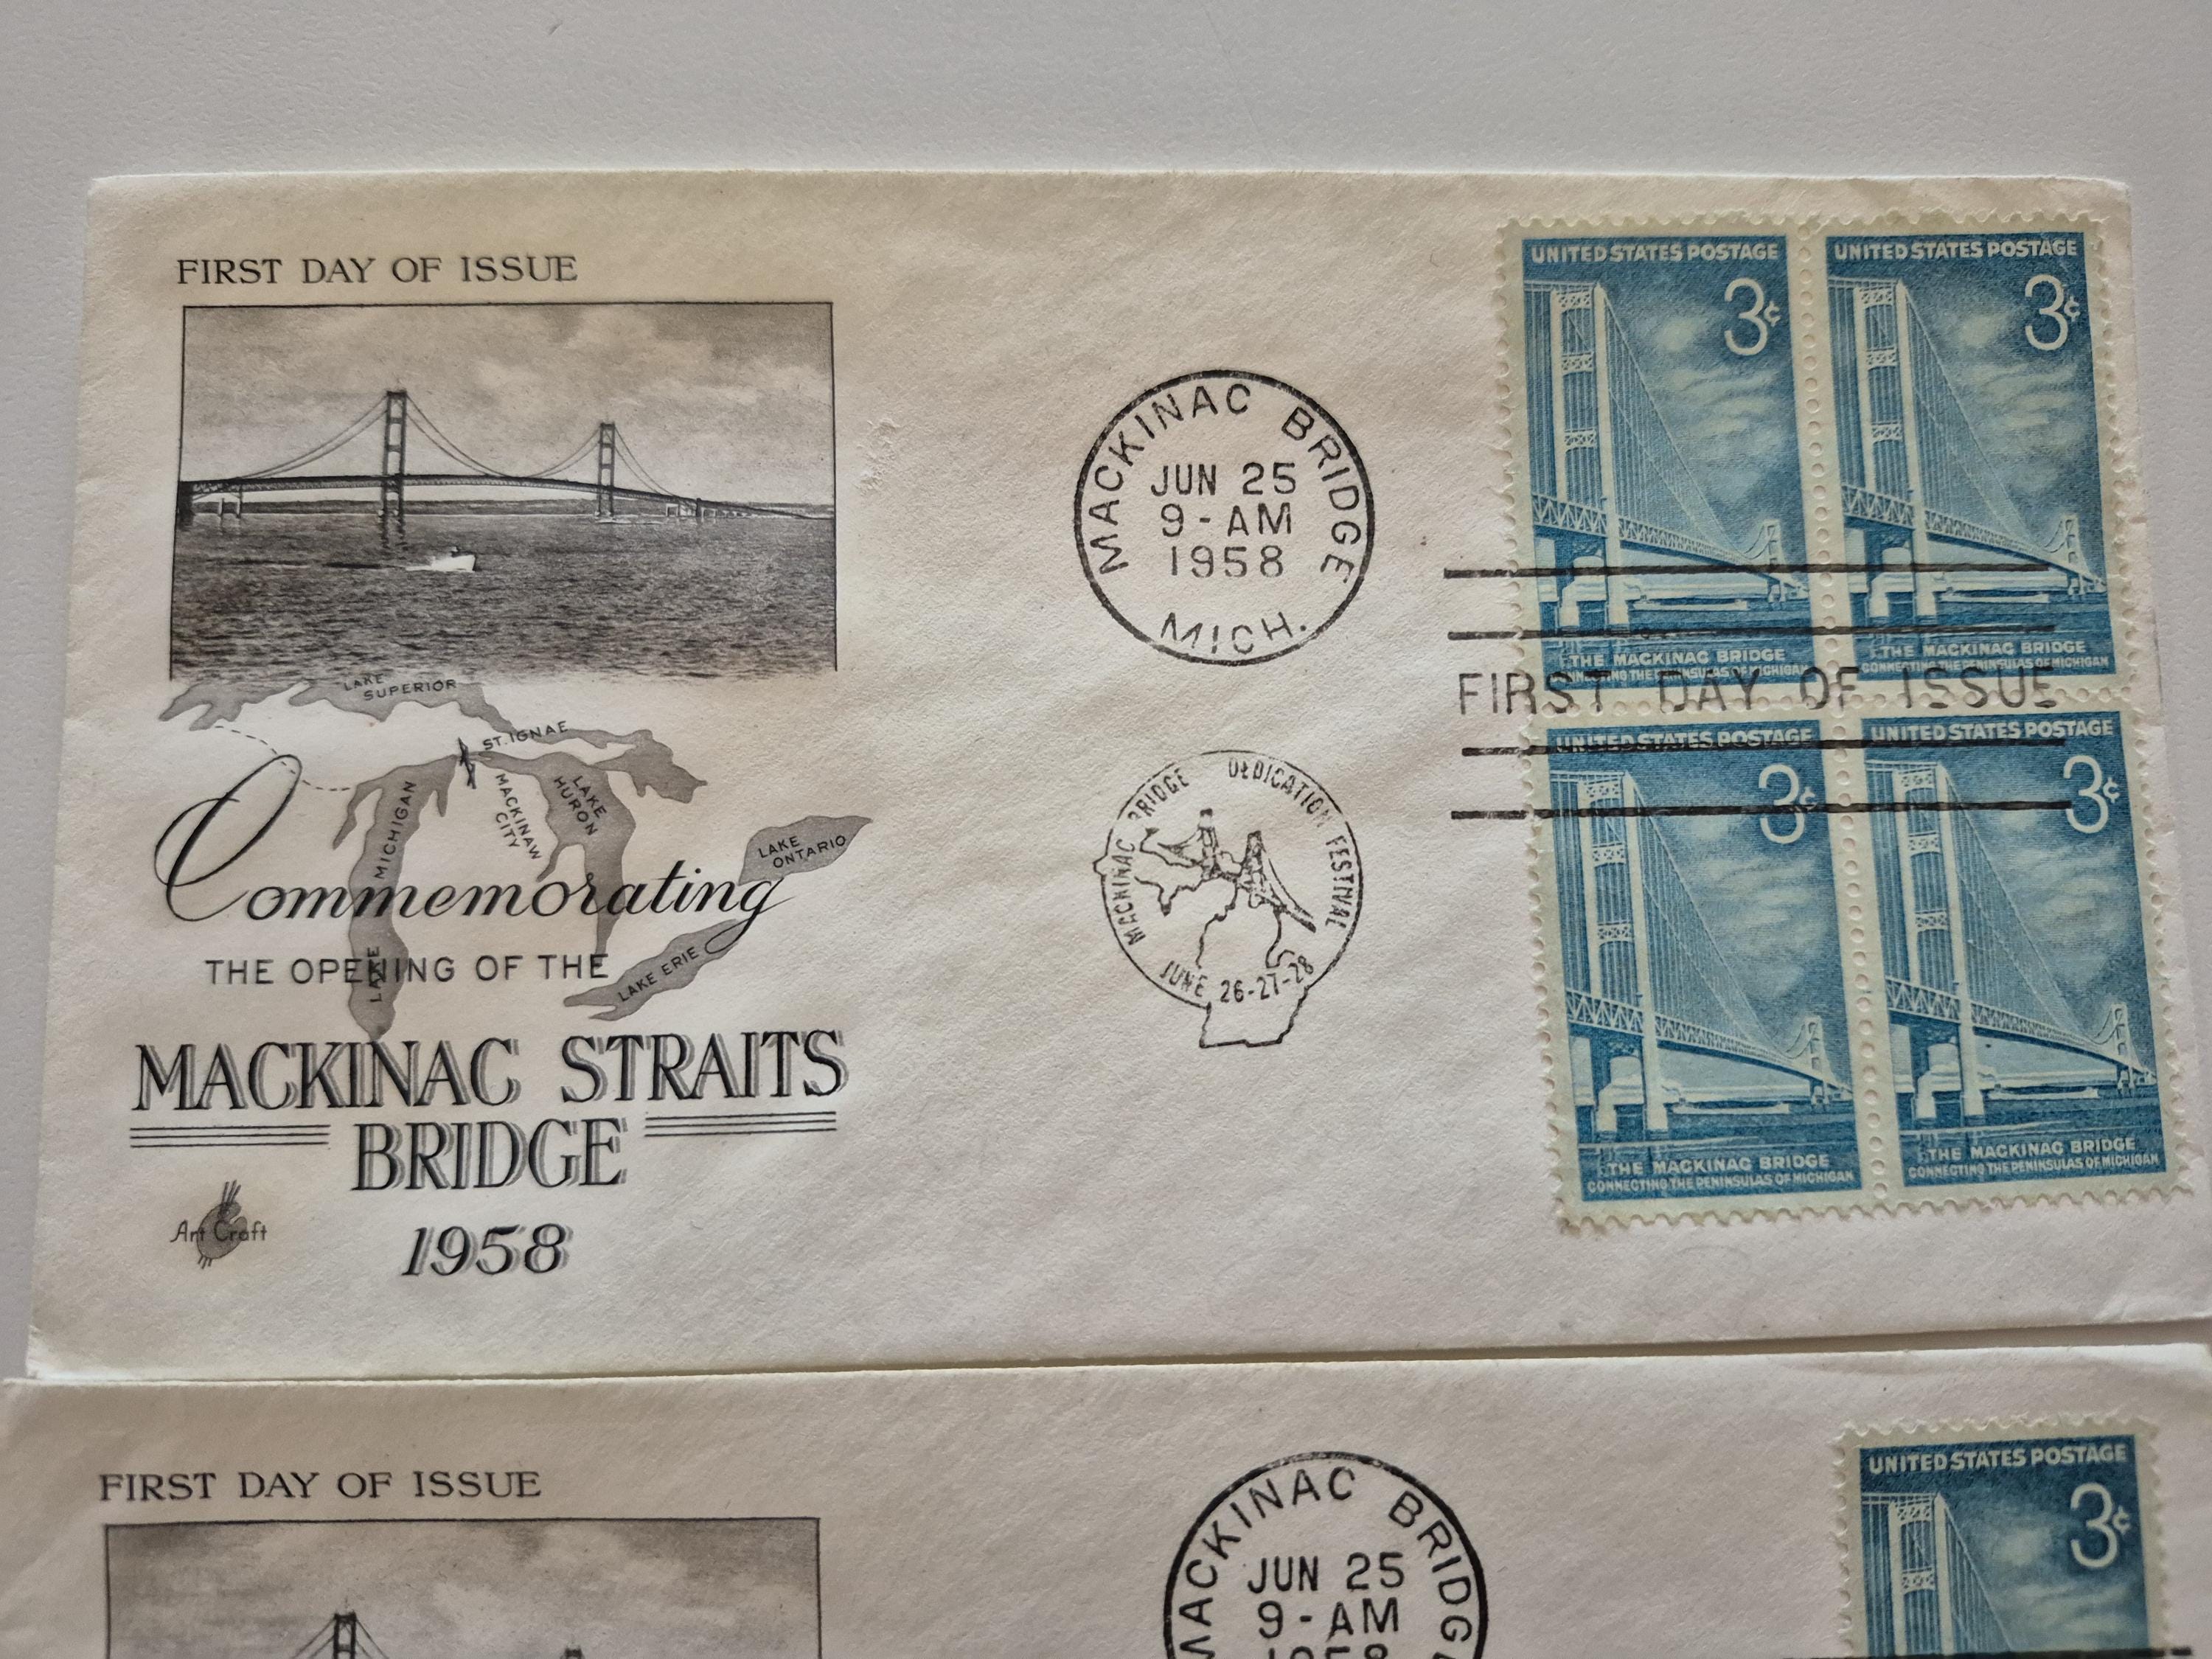 FIRST DAY OF ISSUE
LAKE
SUPERIOR
ST. IGNAE
MACKINAW
CITY
LAKE
HURON
LAKE MICHIGAN
LAKE
ONTARIO
LAKE ERIE
Commemorating
THE OPENING OF THE
MACKINAC STRAITS
BRIDGE
1958
Art Craft
MACKINAC BRIDGE
JUN 25
9-AM
1958
MICH.
MACKINAC BRIDGE DEDICATION FESTIVAL
JUNE 26-27-28
UNITED STATES POSTAGE
3¢
THE MACKINAC BRIDGE
CONNECTING THE PENINSULAS OF MICHIGAN
UNITED STATES POSTAGE
3¢
THE MACKINAC BRIDGE
CONNECTING THE PENINSULAS OF MICHIGAN
FIRST DAY OF ISSUE
UNITED STATES POSTAGE
3¢
THE MACKINAC BRIDGE
CONNECTING THE PENINSULAS OF MICHIGAN
UNITED STATES POSTAGE
3¢
THE MACKINAC BRIDGE
CONNECTING THE PENINSULAS OF MICHIGAN
FIRST DAY OF ISSUE
MACKINAC BRIDG
JUN 25
9-AM
1958
UNITED STATES POSTAGE
3¢